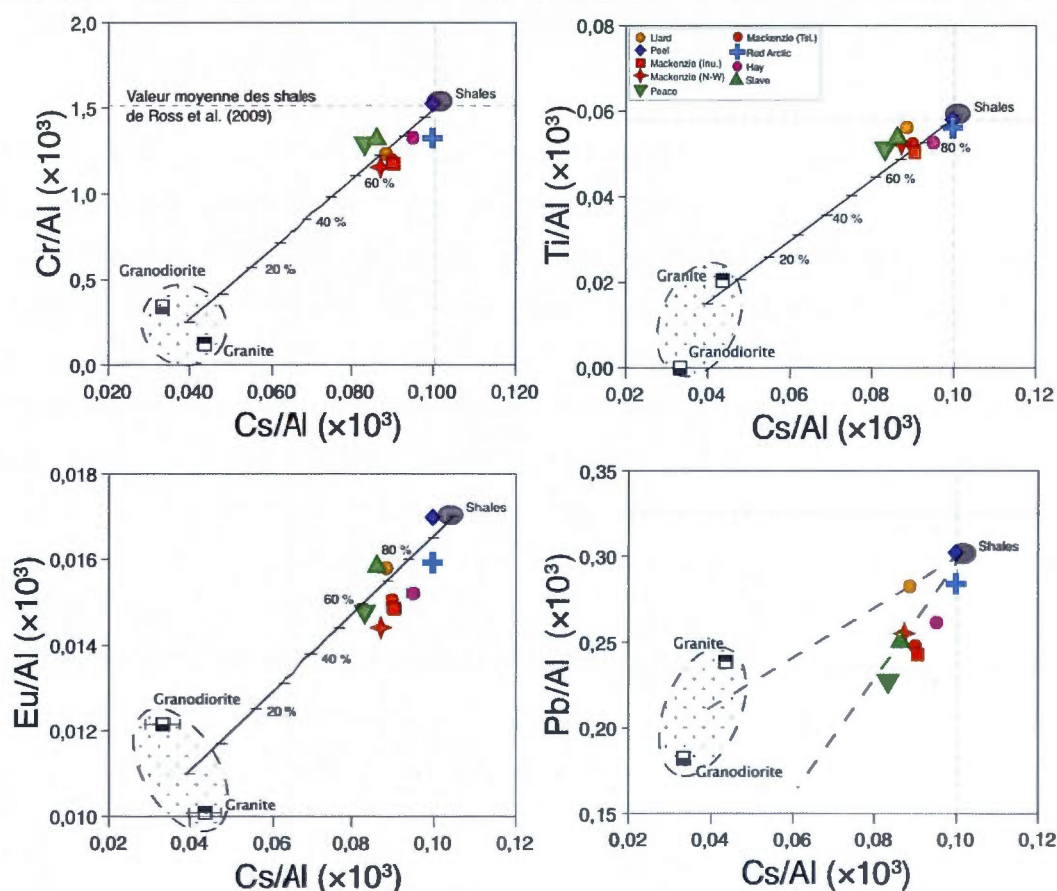 2,0
1,5
1,0
0,5
0,0
Cr/Al (×10³)
Valeur moyenne des shales
de Ross et al. (2009)
Shales
60 %
40 %
20 %
Granodiorite
Granite
0,02 0,040 0,060 0,080 0,100 0,120
Cs/Al (×10³)
0,08
0,06
0,04
0,02
0,00
Ti/Al (×10³)
Liard
Peel
Mackenzie (Inu.)
Mackenzie (N-W)
Peace
Mackenzie (Tsi.)
Red Arctic
Hay
Slave
Shales
80 %
60 %
40 %
20 %
Granite
Granodiorite
0,02 0,04 0,06 0,08 0,10 0,12
Cs/Al (×10³)
0,018
0,016
0,014
0,012
0,010
Eu/Al (×10³)
Shales
80 %
60 %
40 %
20 %
Granodiorite
Granite
0,02 0,04 0,06 0,08 0,10 0,12
Cs/Al (×10³)
0,35
0,30
0,25
0,20
0,15
Pb/Al (×10³)
Shales
Granite
Granodiorite
0,02 0,04 0,06 0,08 0,10 0,12
Cs/Al (×10³)